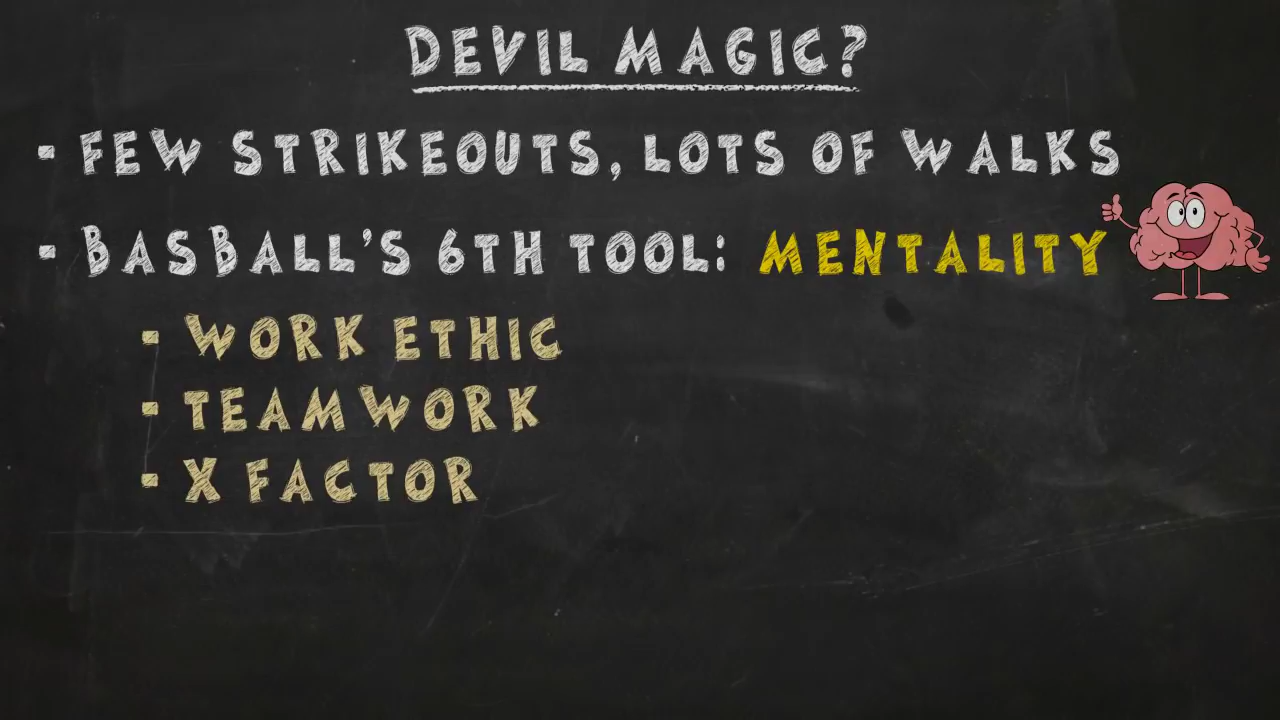 DEVIL MAGIC?
▪ FEW STRIKEOUTS, LOTS OF WALKS
▪ BASBALL'S 6TH TOOL: MENTALITY
▪ WORK ETHIC
▪ TEAMWORK
▪ X FACTOR